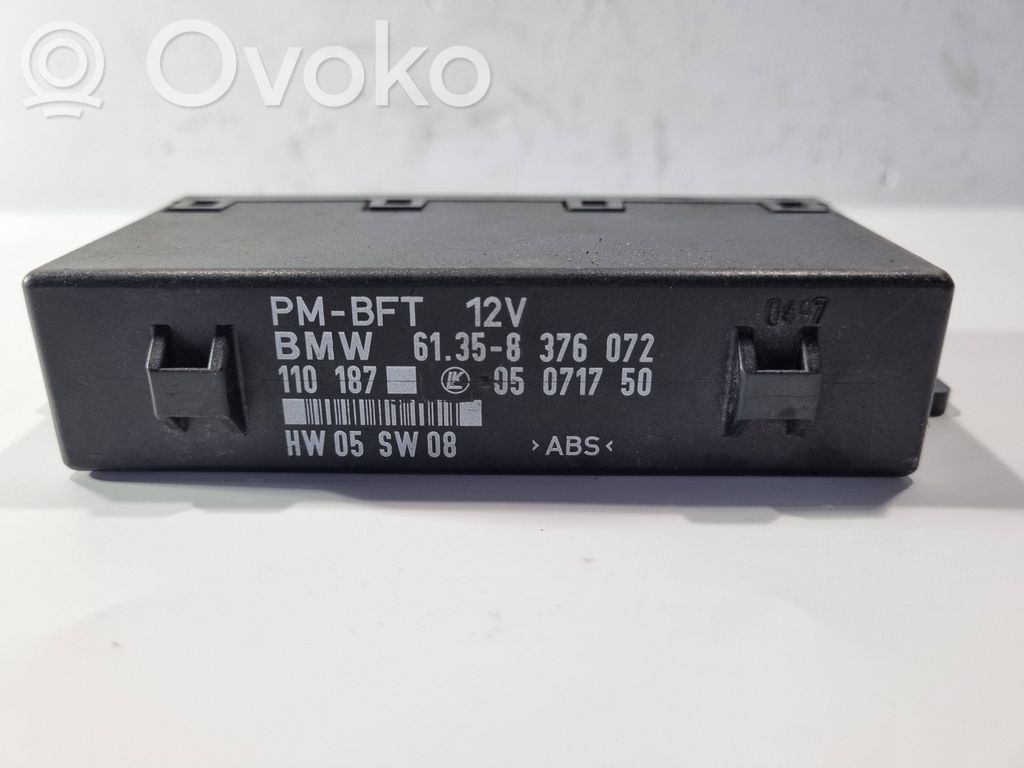 Ovoko
PM-BFT 12V
0497
BMW 61.35-8 376 072
110 187 LK 05 0717 50
HW 05 SW 08 >ABS<